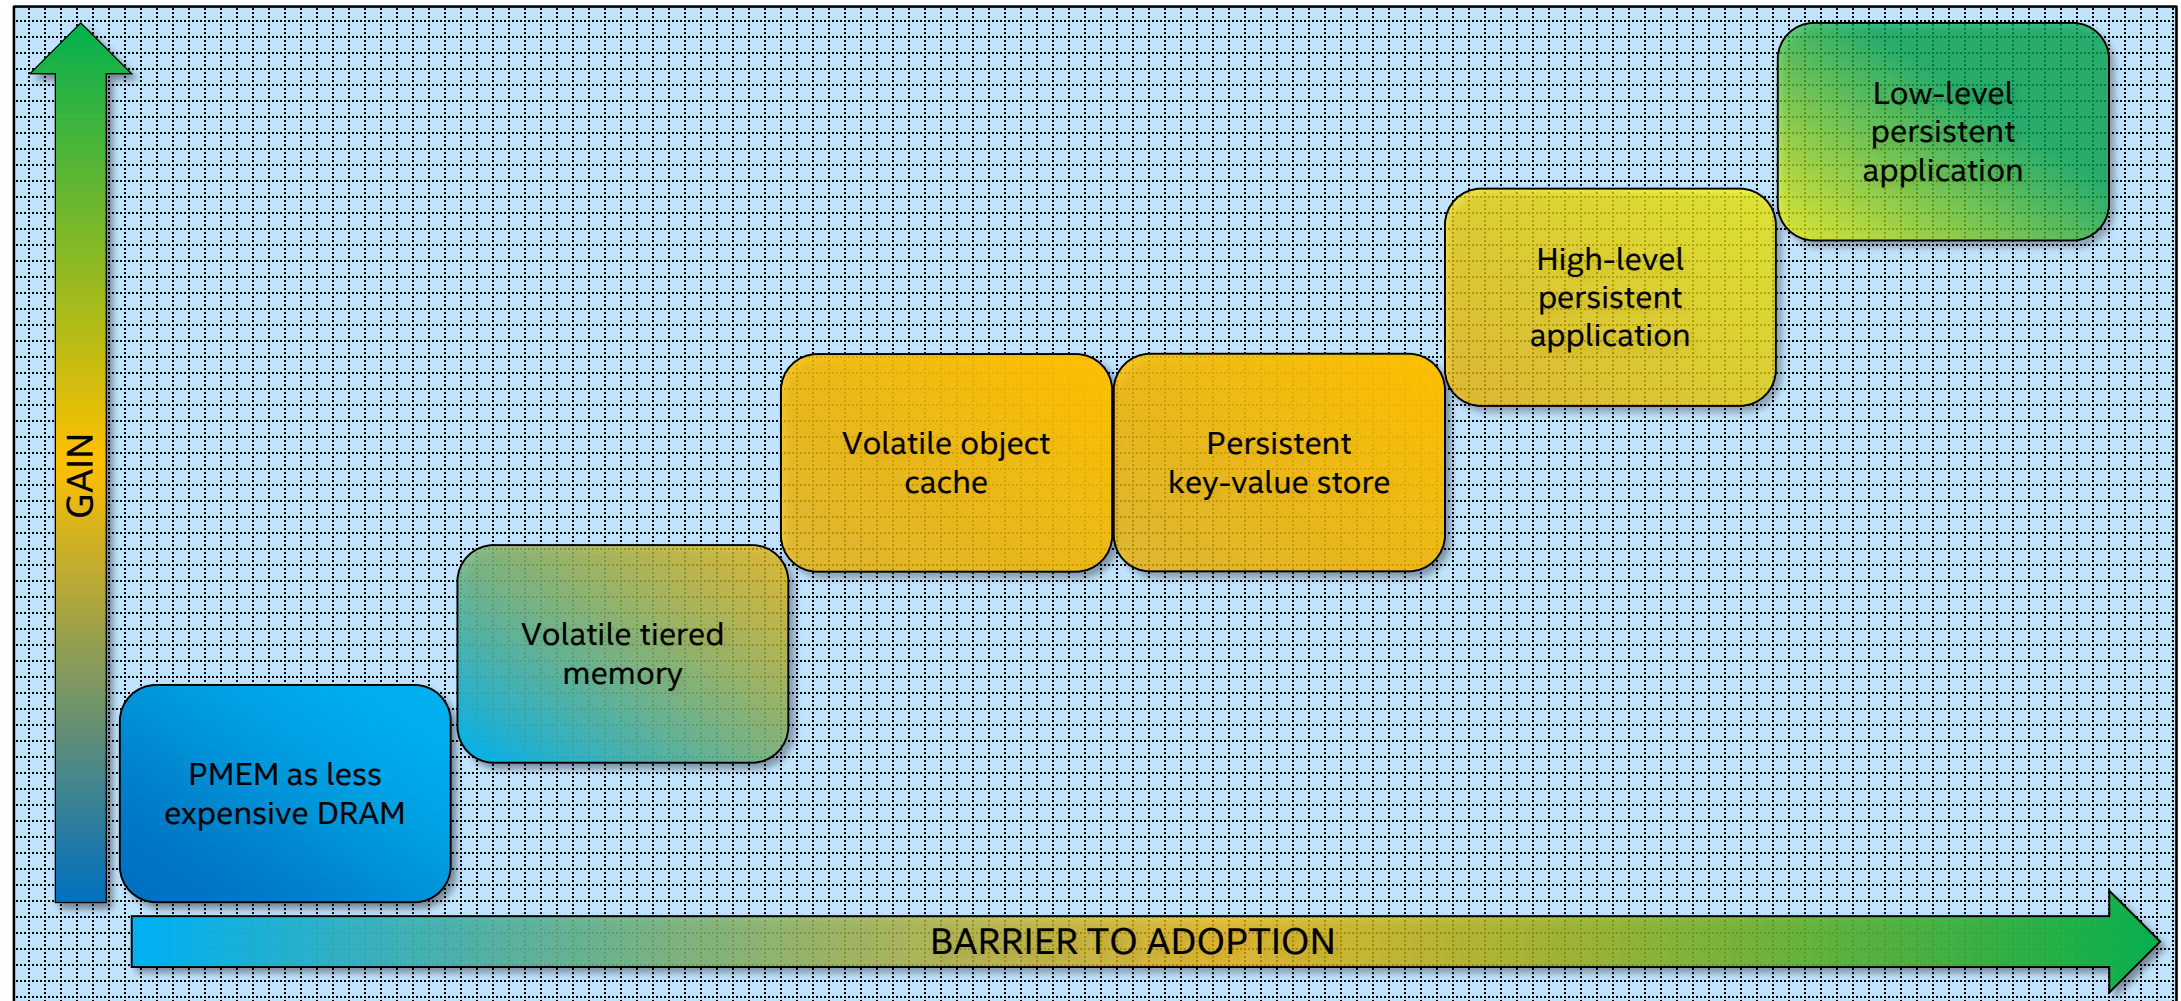 Low-level
persistent
application
High-level
persistent
application
Volatile object
cache
Persistent
key-value store
GAIN
Volatile tiered
memory
PMEM as less
expensive DRAM
BARRIER TO ADOPTION